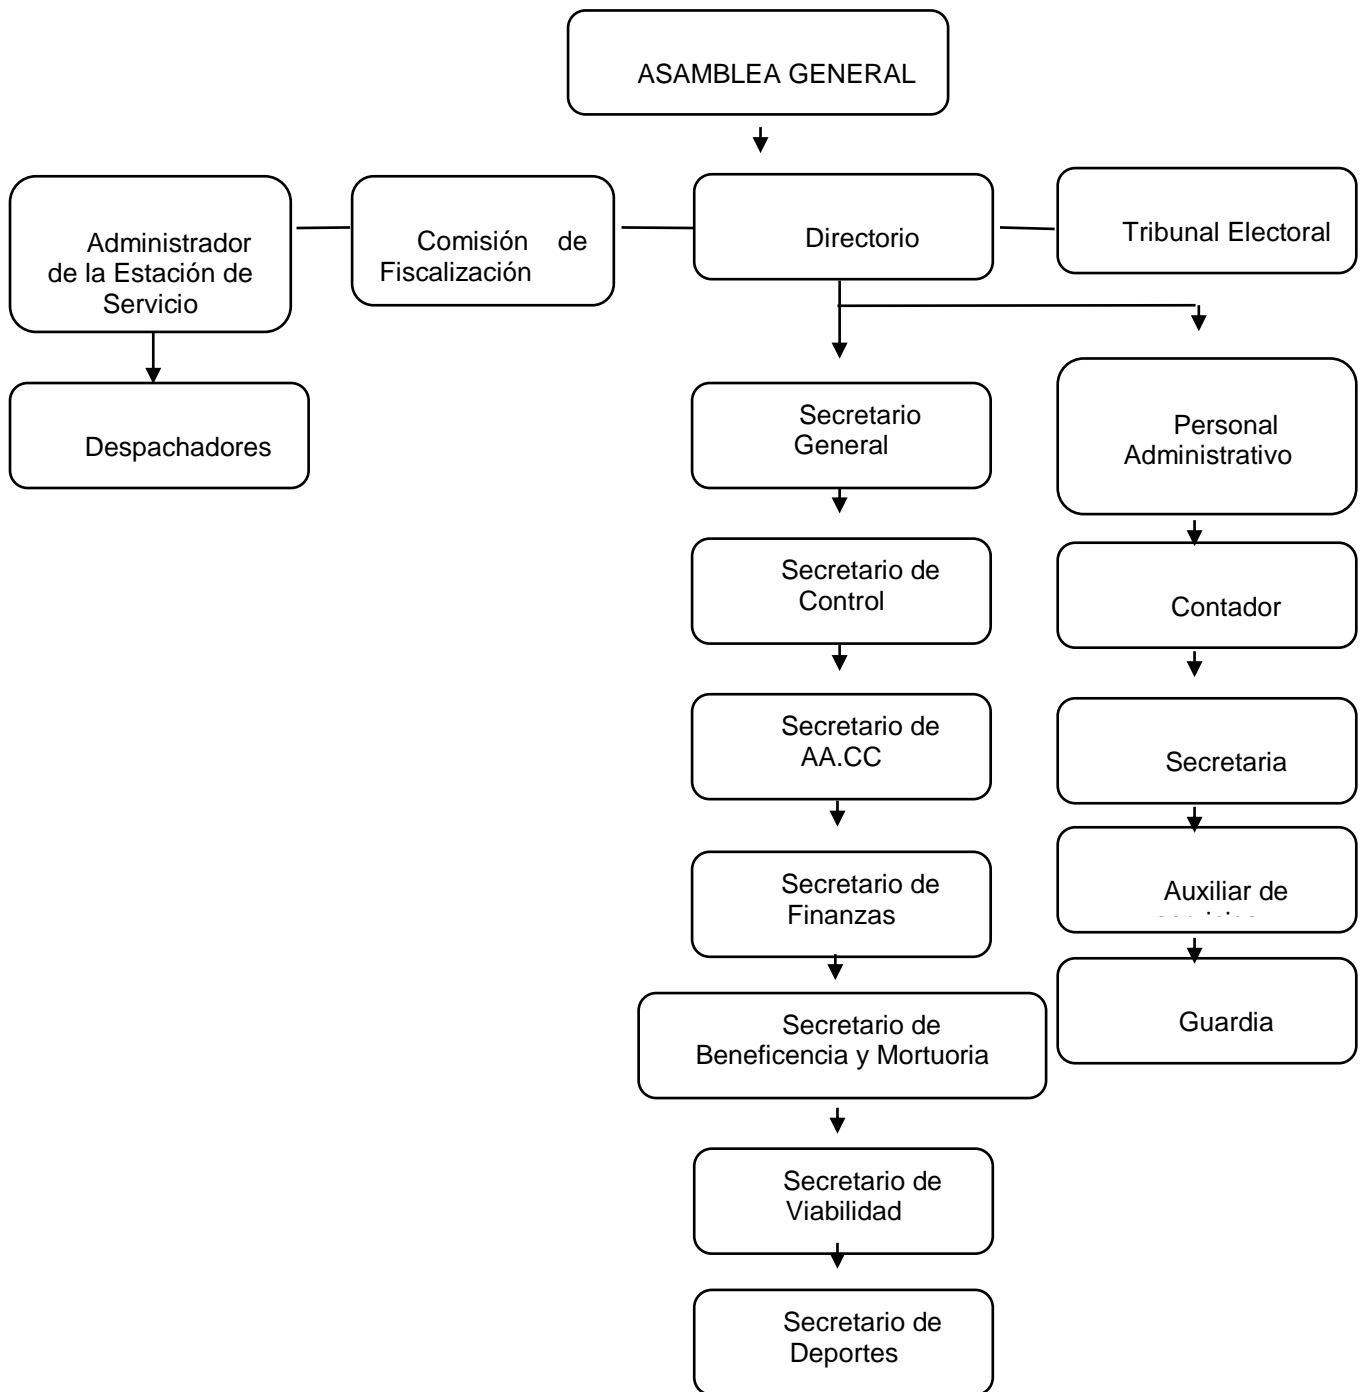 ASAMBLEA GENERAL
Administrador
de la Estación de
Servicio
Comisión de
Fiscalización
Directorio
Tribunal Electoral
Despachadores
Secretario
General
Personal
Administrativo
Secretario de
Control
Contador
Secretario de
AA.CC
Secretaria
Secretario de
Finanzas
Auxiliar de
Secretario de
Beneficencia y Mortuoria
Guardia
Secretario de
Viabilidad
Secretario de
Deportes